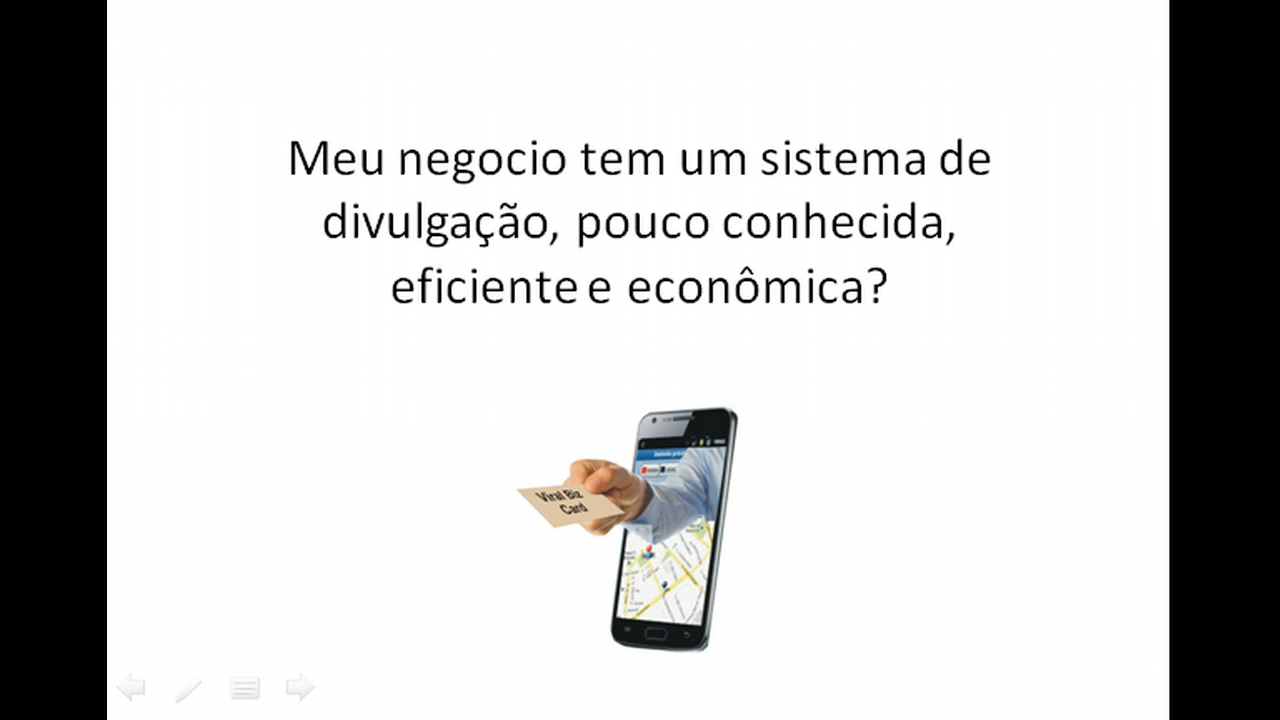 Meu negocio tem um sistema de
divulgação, pouco conhecida,
eficiente e econômica?
Viral Biz
Card